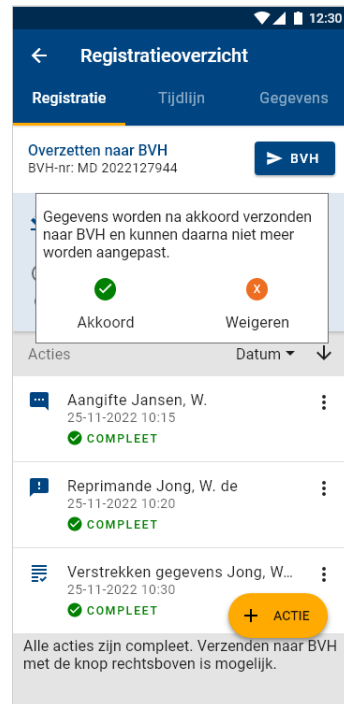 12:30
Registratieoverzicht
Registratie Tijdlijn Gegevens
Overzetten naar BVH
BVH-nr: MD 2022127944
BVH
Gegevens worden na akkoord verzonden
naar BVH en kunnen daarna niet meer
worden aangepast.
X
Akkoord Weigeren
Acties Datum
Aangifte Jansen, W.
25-11-2022 10:15
COMPLEET
Reprimande Jong, W. de
25-11-2022 10:20
COMPLEET
Verstrekken gegevens Jong, W...
25-11-2022 10:30
COMPLEET
+ ACTIE
Alle acties zijn compleet. Verzenden naar BVH
met de knop rechtsboven is mogelijk.